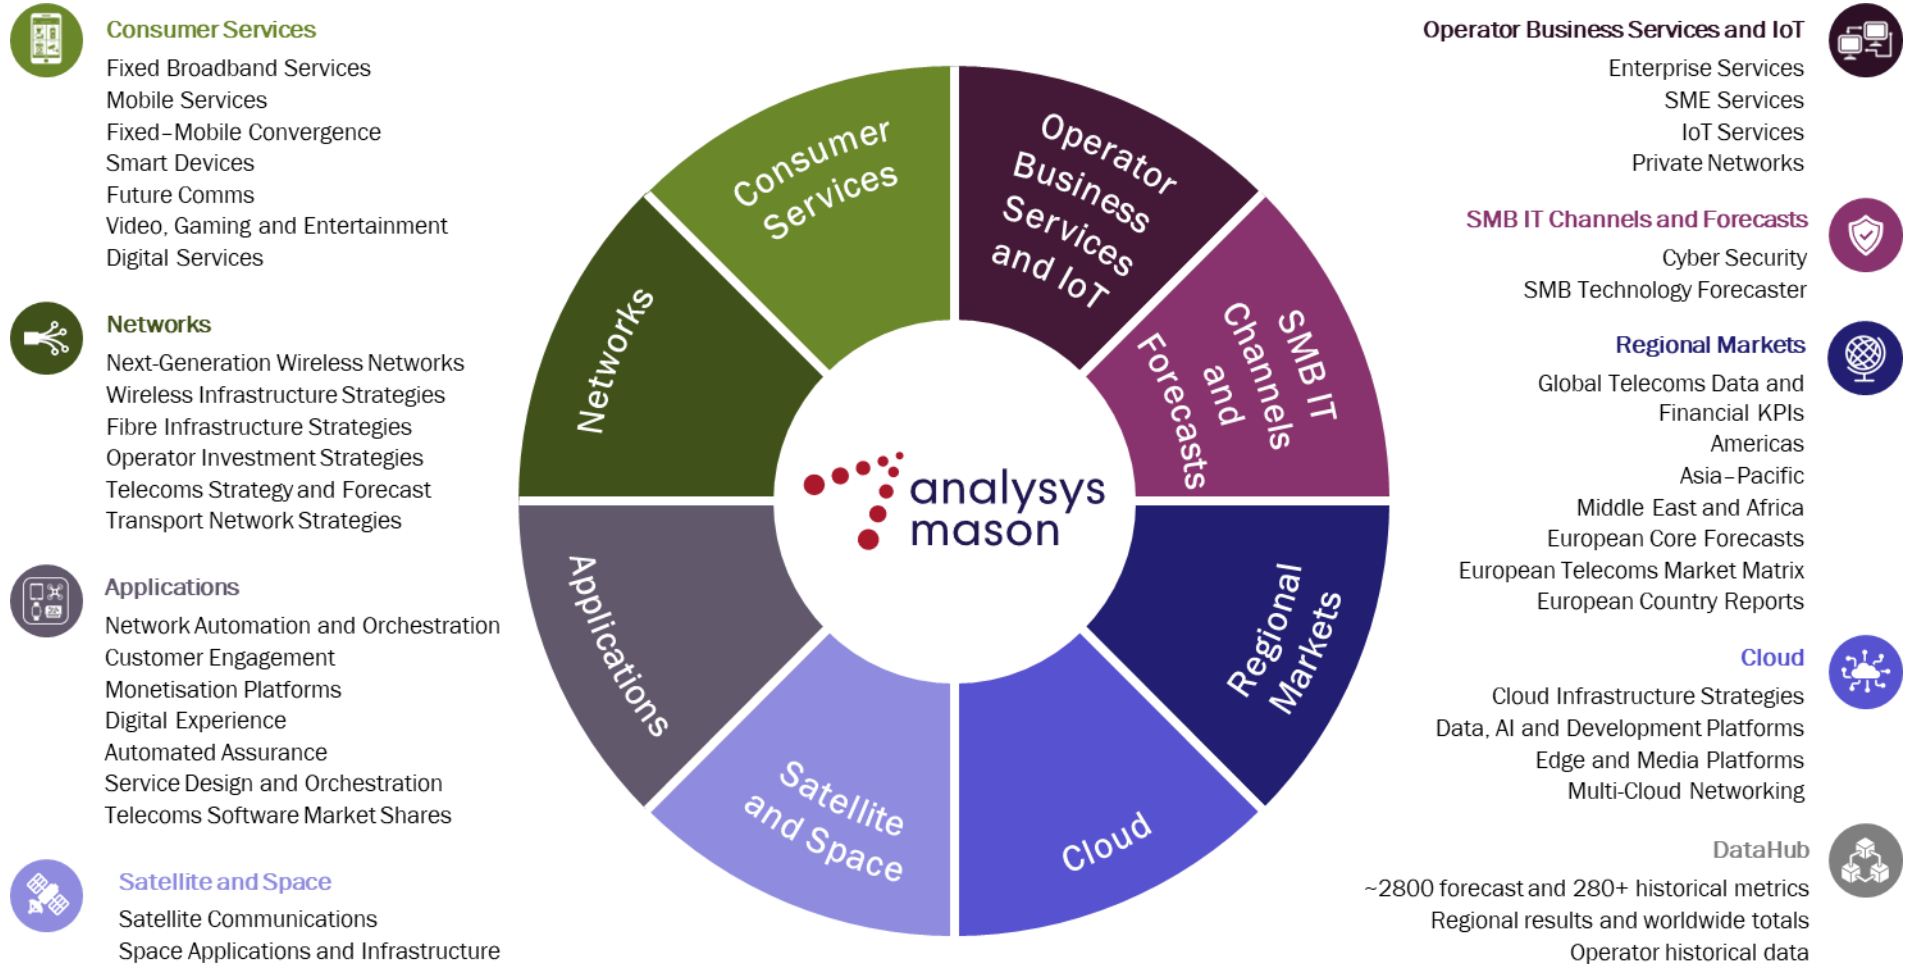 Consumer Services
Fixed Broadband Services
Mobile Services
Fixed–Mobile Convergence
Smart Devices
Future Comms
Video, Gaming and Entertainment
Digital Services
Networks
Next-Generation Wireless Networks
Wireless Infrastructure Strategies
Fibre Infrastructure Strategies
Operator Investment Strategies
Telecoms Strategy and Forecast
Transport Network Strategies
Applications
Network Automation and Orchestration
Customer Engagement
Monetisation Platforms
Digital Experience
Automated Assurance
Service Design and Orchestration
Telecoms Software Market Shares
Satellite and Space
Satellite Communications
Space Applications and Infrastructure
Consumer
Services
Operator
Business
Services
and IoT
SMB IT
Channels
and
Forecasts
Regional
Markets
Cloud
Satellite
and Space
Applications
Networks
analysys
mason
Operator Business Services and IoT
Enterprise Services
SME Services
IoT Services
Private Networks
SMB IT Channels and Forecasts
Cyber Security
SMB Technology Forecaster
Regional Markets
Global Telecoms Data and
Financial KPIs
Americas
Asia–Pacific
Middle East and Africa
European Core Forecasts
European Telecoms Market Matrix
European Country Reports
Cloud
Cloud Infrastructure Strategies
Data, AI and Development Platforms
Edge and Media Platforms
Multi-Cloud Networking
DataHub
~2800 forecast and 280+ historical metrics
Regional results and worldwide totals
Operator historical data